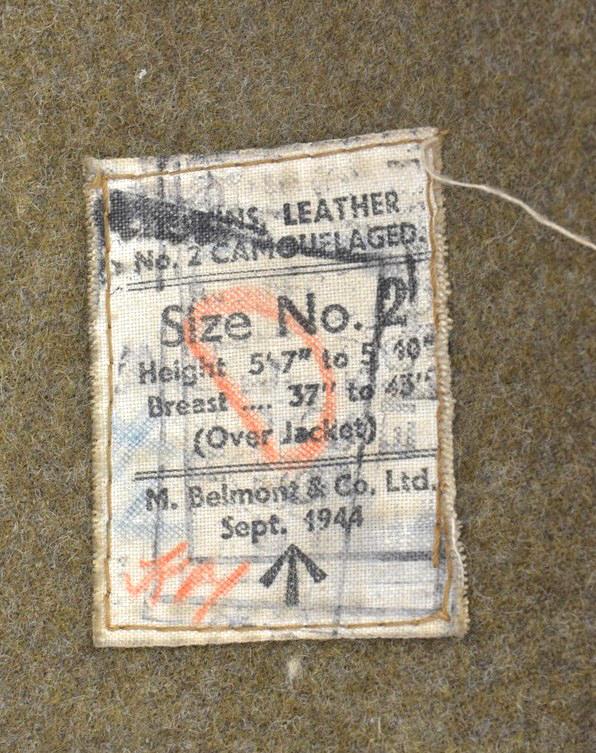 LEATHER
No. 2 CAMOUFLAGED.
Size No. 2
Height 5' 7" to 5' 10"
Breast .... 37" to 43"
(Over Jacket)
M. Belmont & Co. Ltd.
Sept. 1944